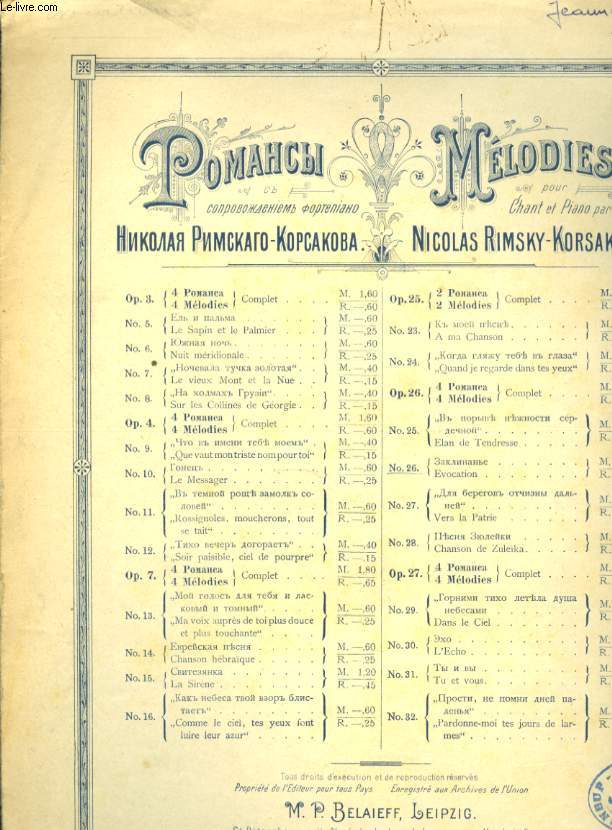 Le-livre.com
Jeann
Романсы
съ
сопровожденіемъ фортепіано
Николая Римскаго-Корсакова.
Mélodies
pour
Chant et Piano par
Nicolas Rimsky-Korsak
Op. 3. 4 Романса 4 Mélodies Complet . . . . M. 1,60 R. —,60
No. 5. Ель и пальма Le Sapin et le Palmier . . M. —,60 R. —,25
No. 6. Южная ночь. . Nuit méridionale . . M. —,60 R. —,25
No. 7. „Ночевала тучка золотая“ . Le vieux Mont et la Nue . . M. —,40 R. —,15
No. 8. „На холмахъ Грузіи“ Sur les Collines de Géorgie . . M. —,40 R. —,15
Op. 4. 4 Романса 4 Mélodies Complet . . . . M. 1,60 R. —,60
No. 9. „Что въ имени тебѣ моемъ“ . „Que vaut mon triste nom pour toi“ M. —,40 R. —,15
No. 10. Гонецъ . Le Messager . . M. —,60 R. —,25
No. 11. „Въ темной рощѣ замолкъ со-
ловей“ . .
„Rossignoles, moucherons, tout
se tait“ . . M. —,60 R. —,25
No. 12. „Тихо вечеръ догораетъ“ . . „Soir paisible, ciel de pourpre“ M. —,40 R. —,15
Op. 7. 4 Романса 4 Mélodies Complet . . . . M. 1,80 R. —,65
No. 13. „Мой голосъ для тебя и лас-
ковый и томный“ . .
„Ma voix auprès de toi plus douce
et plus touchante“ . . M. —,60 R. —,25
No. 14. Еврейская пѣсня . . Chanson hébraïque . . M. —,60 R. —,25
No. 15. Свитезянка . . La Sirène . . M. 1,20 R. —,45
No. 16. „Какъ небеса твой взоръ блис-
таетъ“ . .
„Comme le ciel, tes yeux font
luire leur azur“ . . M. —,60 R. —,25
Op. 25. 2 Романса 2 Mélodies Complet . . . . M. R.
No. 23. Къ моей пѣснѣ. . A ma Chanson . . M. R.
No. 24. „Когда гляжу тебѣ въ глаза“ „Quand je regarde dans tes yeux“ M. R.
Op. 26. 4 Романса 4 Mélodies Complet . . . . M. R.
No. 25. „Въ порывѣ нѣжности сер-
дечной“ . .
Elan de Tendresse . . M. R.
No. 26. Заклинанье . . Evocation . . M. R.
No. 27. „Для береговъ отчизны даль-
ней“ . .
Vers la Patrie . . M. R.
No. 28. Пѣсня Зюлейки . . Chanson de Zuleika . . M. R.
Op. 27. 4 Романса 4 Mélodies Complet . . . . M. R.
No. 29. „Горними тихо летѣла душа
небесами
Dans le Ciel . . M. R.
No. 30. Эхо . . L'Echo . . M. R.
No. 31. Ты и вы . . Tu et vous . . M. R.
No. 32. „Прости, не помни дней па-
денья“ . .
„Pardonne-moi tes jours de lar-
mes“ . . M. R.
Tous droits d'exécution et de reproduction réservés
Propriété de l'Editeur pour tous Pays Enregistré aux Archives de l'Union
M. P. Belaieff, Leipzig.